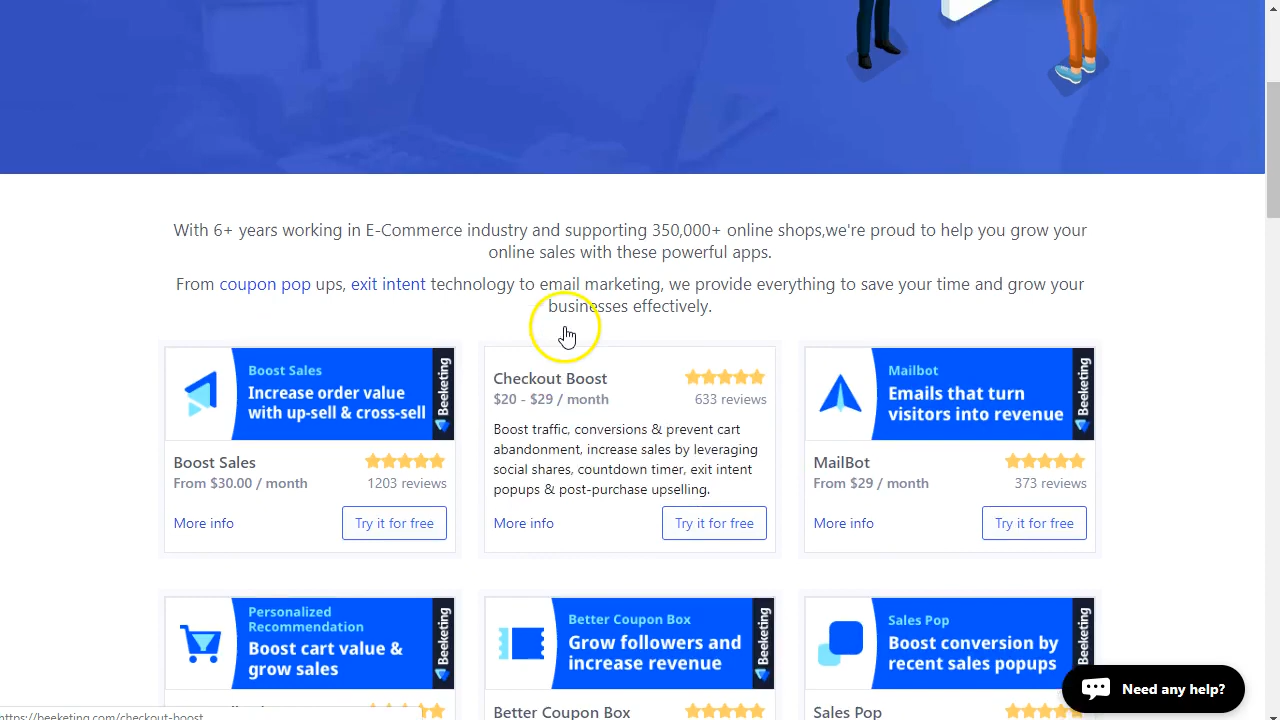 With 6+ years working in E-Commerce industry and supporting 350,000+ online shops,we're proud to help you grow your
online sales with these powerful apps.
From coupon pop ups, exit intent technology to email marketing, we provide everything to save your time and grow your
businesses effectively.
Boost Sales
Increase order value
with up-sell & cross-sell
Beeketing
Boost Sales
From $30.00 / month
1203 reviews
More info
Try it for free
Checkout Boost
$20 - $29 / month
633 reviews
Boost traffic, conversions & prevent cart
abandonment, increase sales by leveraging
social shares, countdown timer, exit intent
popups & post-purchase upselling.
More info
Try it for free
Mailbot
Emails that turn
visitors into revenue
Beeketing
MailBot
From $29 / month
373 reviews
More info
Try it for free
Personalized
Recommendation
Boost cart value &
grow sales
Beeketing
Better Coupon Box
Grow followers and
increase revenue
Beeketing
Better Coupon Box
Sales Pop
Boost conversion by
recent sales popups
Beeketing
Sales Pop
Need any help?
https://beeketing.com/checkout-boost